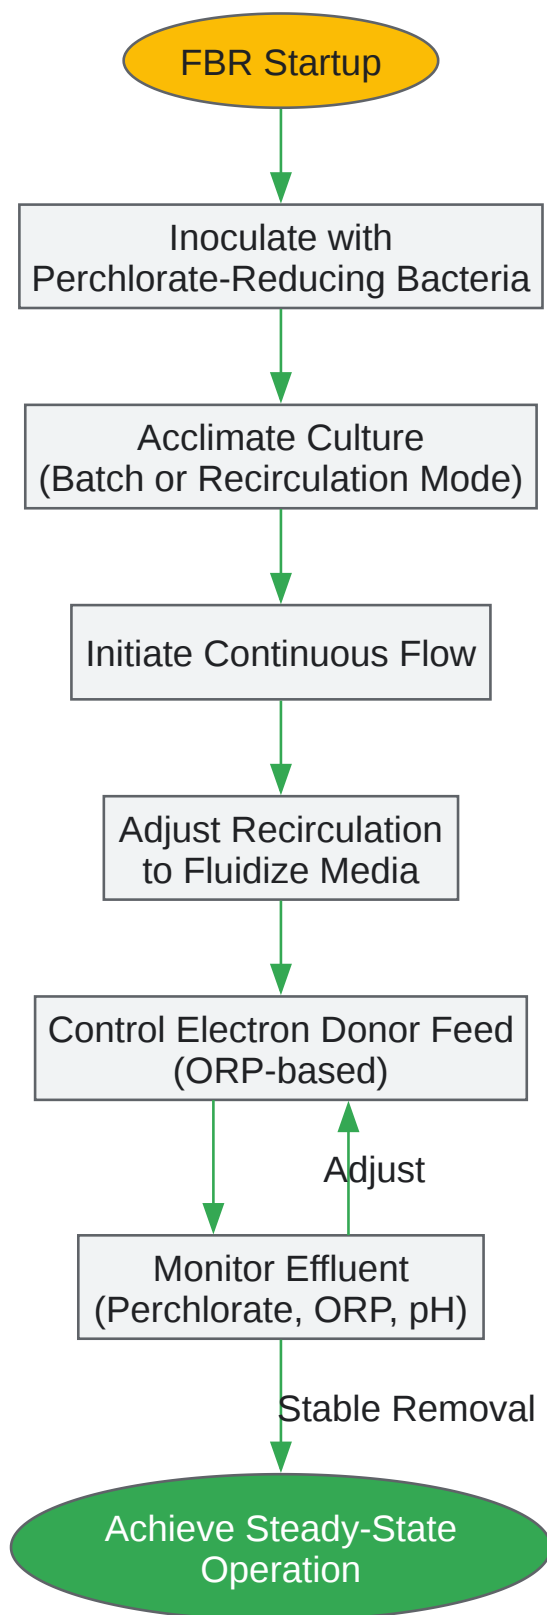 FBR Startup
Inoculate with
Perchlorate-Reducing Bacteria
Acclimate Culture
(Batch or Recirculation Mode)
Initiate Continuous Flow
Adjust Recirculation
to Fluidize Media
Control Electron Donor Feed
(ORP-based)
Adjust
Monitor Effluent
(Perchlorate, ORP, pH)
Stable Removal
Achieve Steady-State
Operation